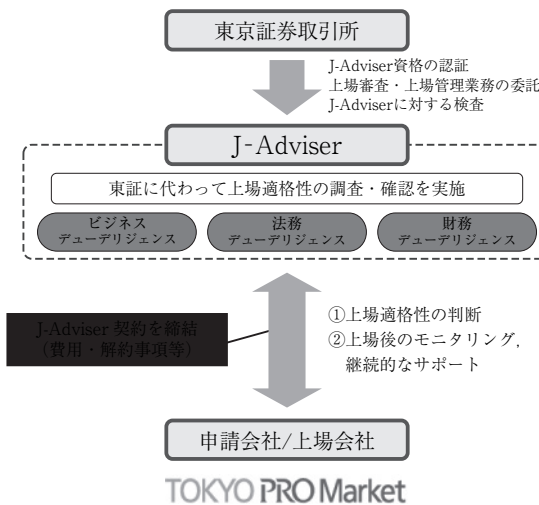 東京証券取引所
J-Adviser資格の認証
上場審査・上場管理業務の委託
J-Adviserに対する検査
J-Adviser
東証に代わって上場適格性の調査・確認を実施
ビジネス
デューデリジェンス
法務
デューデリジェンス
財務
デューデリジェンス
J-Adviser 契約を締結
（費用・解約事項等）
①上場適格性の判断
②上場後のモニタリング，
継続的なサポート
申請会社/上場会社
TOKYO PRO Market